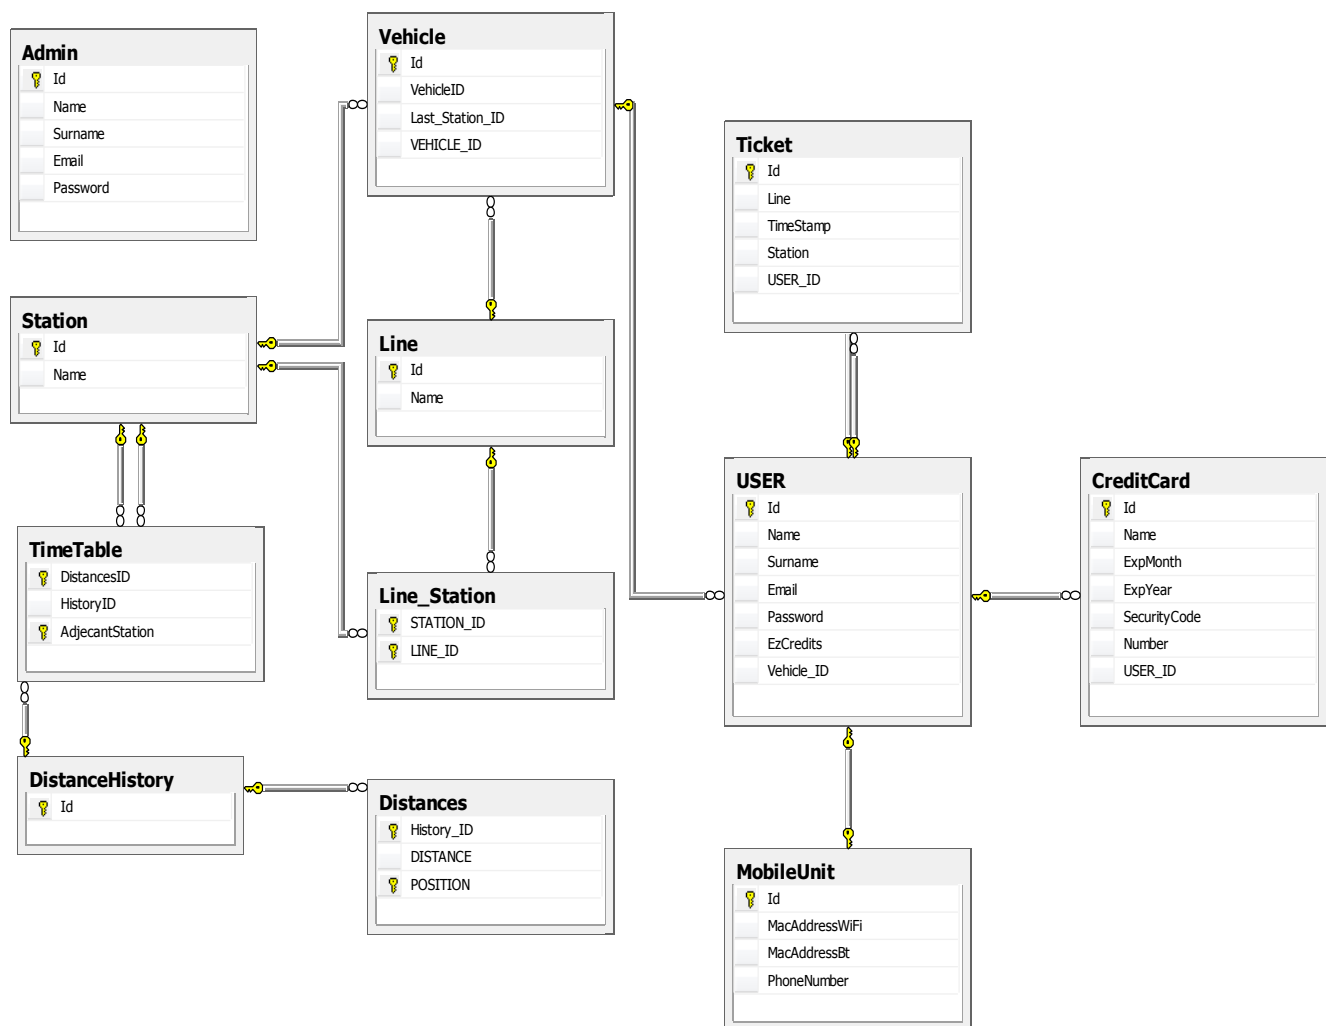 Admin
Id
Name
Surname
Email
Password
Vehicle
Id
VehicleID
Last_Station_ID
VEHICLE_ID
Ticket
Id
Line
TimeStamp
Station
USER_ID
Station
Id
Name
Line
Id
Name
USER
Id
Name
Surname
Email
Password
EzCredits
Vehicle_ID
CreditCard
Id
Name
ExpMonth
ExpYear
SecurityCode
Number
USER_ID
TimeTable
DistancesID
HistoryID
AdjecantStation
Line_Station
STATION_ID
LINE_ID
DistanceHistory
Id
Distances
History_ID
DISTANCE
POSITION
MobileUnit
Id
MacAddressWiFi
MacAddressBt
PhoneNumber